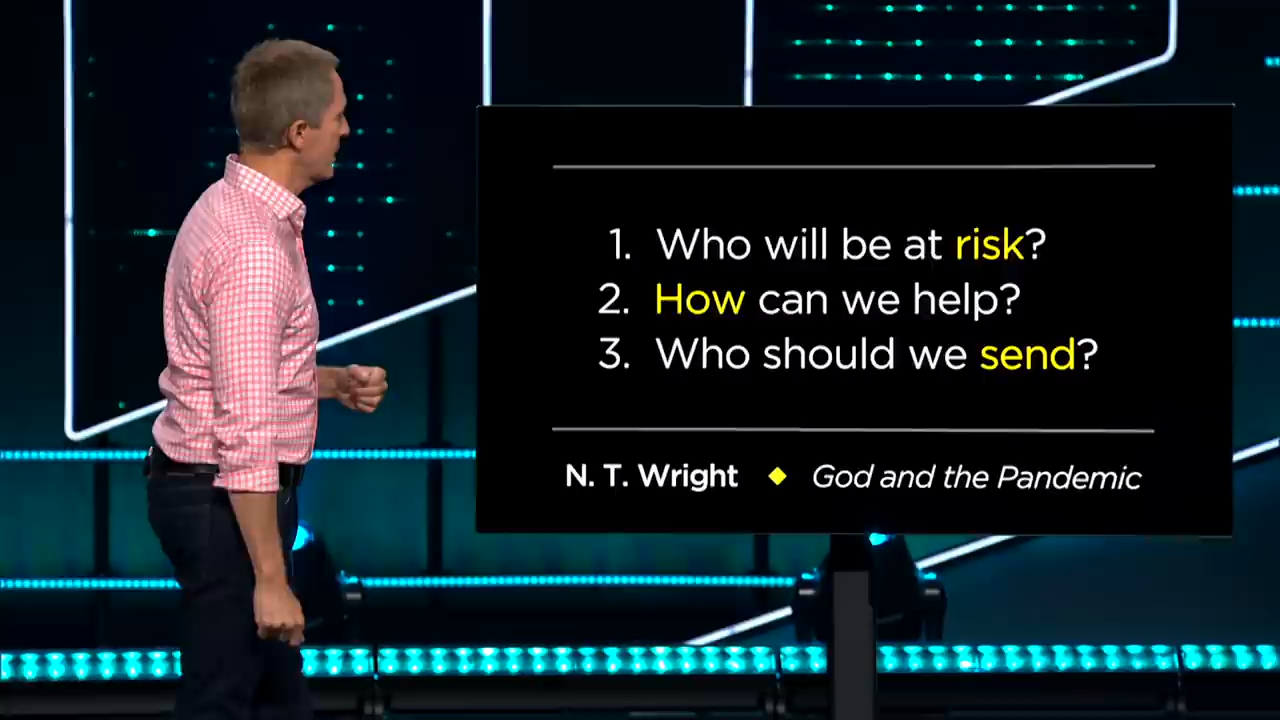 1. Who will be at risk?
2. How can we help?
3. Who should we send?
N. T. Wright ◆ God and the Pandemic